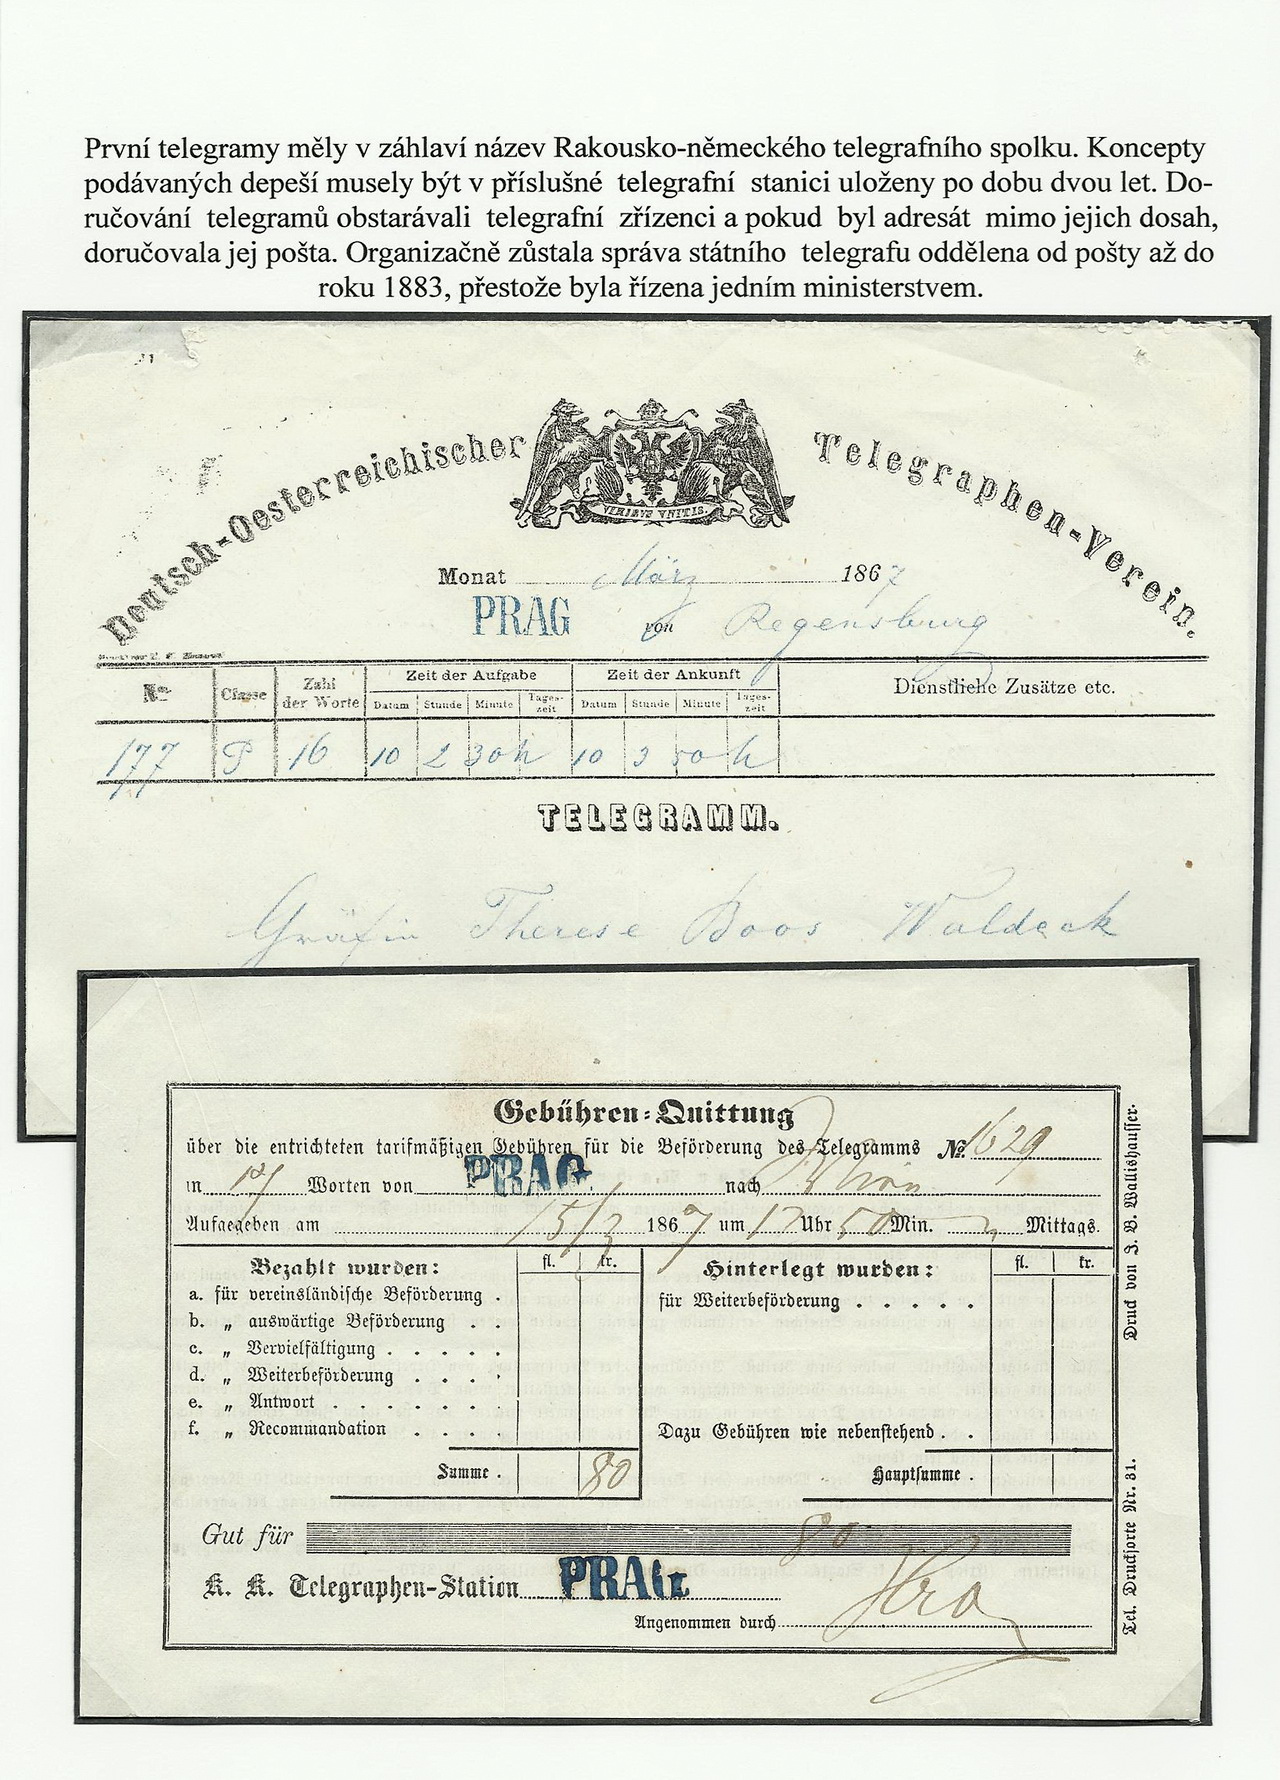 První telegramy měly v záhlaví název Rakousko-německého telegrafního spolku. Koncepty
podávaných depeší musely být v příslušné telegrafní stanici uloženy po dobu dvou let. Do-
ručování telegramů obstarávali telegrafní zřízenci a pokud byl adresát mimo jejich dosah,
doručovala jej pošta. Organizačně zůstala správa státního telegrafu oddělena od pošty až do
roku 1883, přestože byla řízena jedním ministerstvem.
Deutsch-Oesterreichischer Telegraphen-Verein.
VIRIBUS UNITIS.
Monat März 1867
PRAG von Regensburg
No Classe Zahl der Worte Zeit der Aufgabe Zeit der Ankunft Dienstliche Zusätze etc.
Datum Stunde Minute Tages-zeit Datum Stunde Minute Tages-zeit
177 P 16 10 2 30 h 10 3 50 h
TELEGRAMM.
Gräfin Therese Boos Waldeck
Gebühren-Quittung
über die entrichteten tarifmäßigen Gebühren für die Beförderung des Telegramms No. 1629
in Worten von PRAG nach
Aufgegeben am 15/3 1867 um Uhr 50 Min. Mittags.
Bezahlt wurden: fl. kr. Hinterlegt wurden: fl. kr.
a. für vereinsländische Beförderung . für Weiterbeförderung . . . . .
b. „ auswärtige Beförderung . .
c. „ Vervielfältigung . . . . .
d. „ Weiterbeförderung . . . .
e. „ Antwort . . . . . . .
f. „ Recommandation . . . Dazu Gebühren wie nebenstehend . .
Summe . 80 Hauptsumme .
Gut für 80
K. K. Telegraphen-Station PRAG
Angenommen durch
Druck von J. B. Wallishausser.
Tel. Drucksorte Nr. 31.